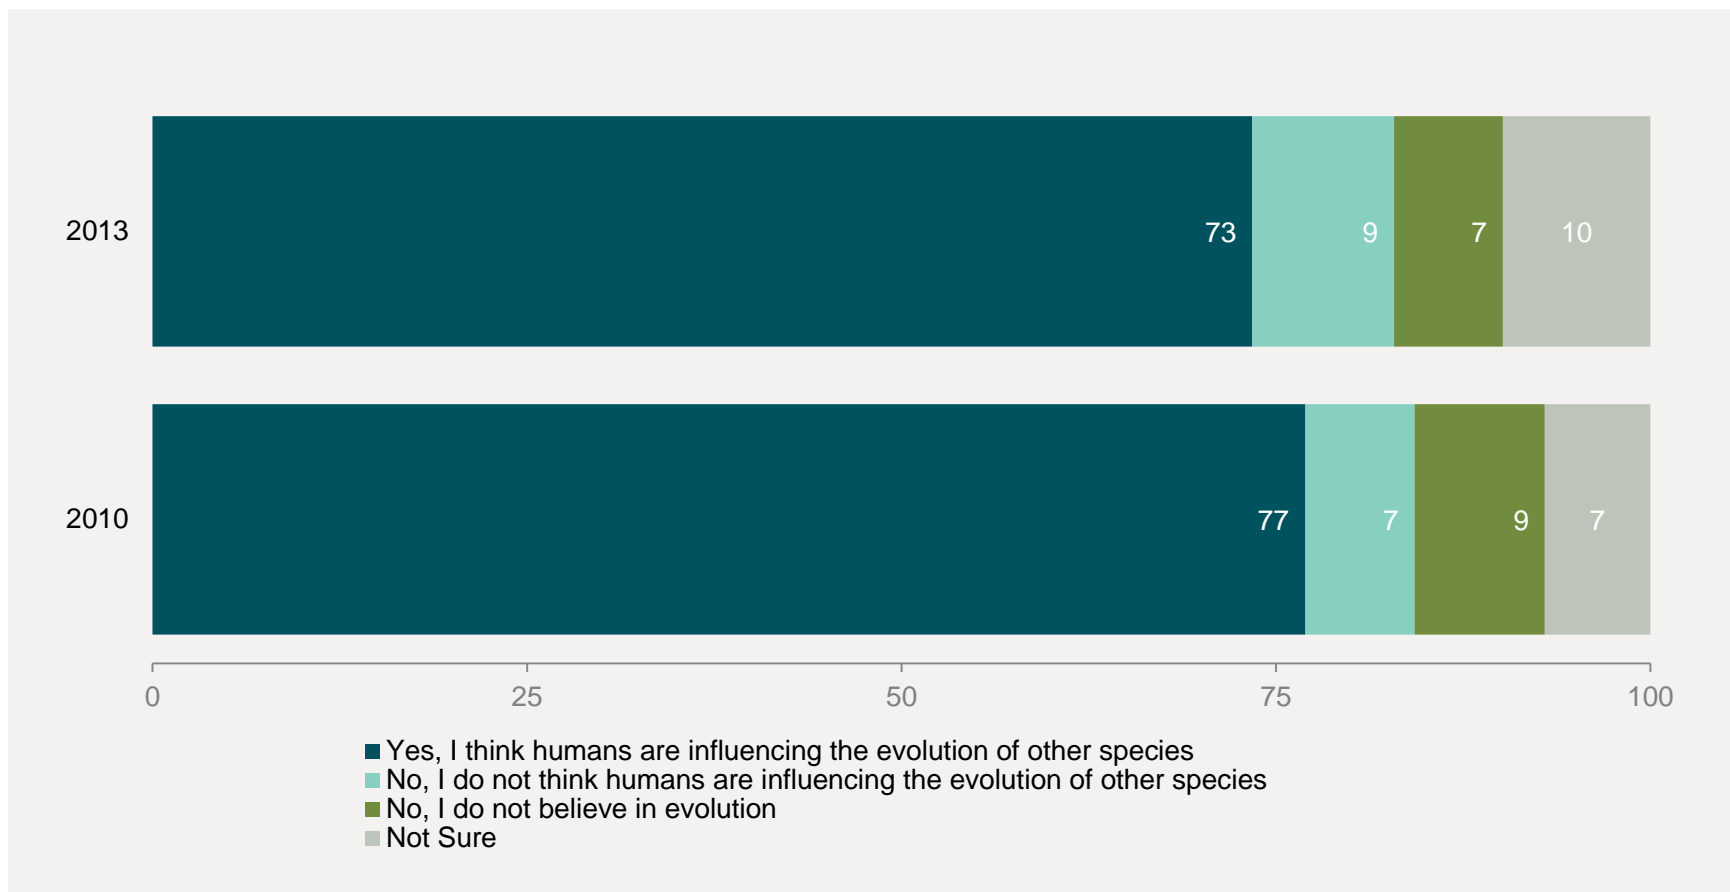 2013
73 9 7 10
2010
77 7 9 7
0 25 50 75 100
Yes, I think humans are influencing the evolution of other species
No, I do not think humans are influencing the evolution of other species
No, I do not believe in evolution
Not Sure